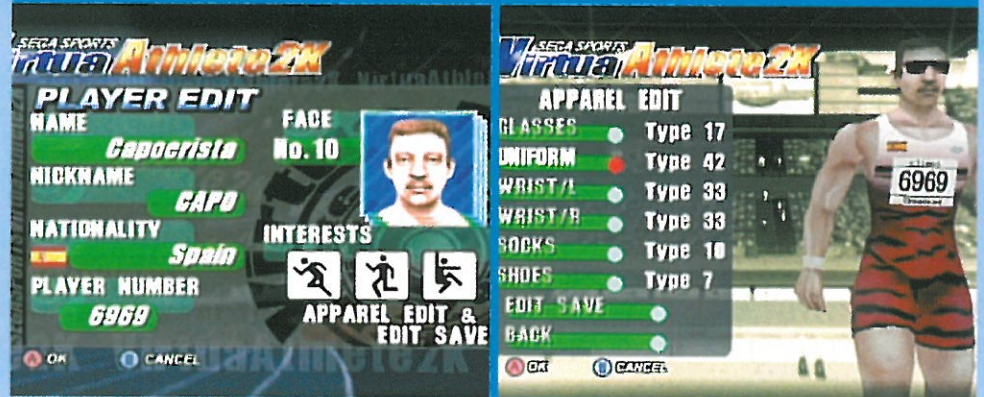 SEGA SPORTS
Virtua Athlete 2K
PLAYER EDIT
NAME
Capocrista
NICKNAME
CAPO
NATIONALITY
Spain
PLAYER NUMBER
6969
FACE
No. 10
INTERESTS
APPAREL EDIT &
EDIT SAVE
A OK
B CANCEL
SEGA SPORTS
Virtua Athlete 2K
APPAREL EDIT
GLASSES Type 17
UNIFORM Type 42
WRIST/L Type 33
WRIST/R Type 33
SOCKS Type 10
SHOES Type 7
EDIT SAVE
BACK
A OK
B CANCEL
6969